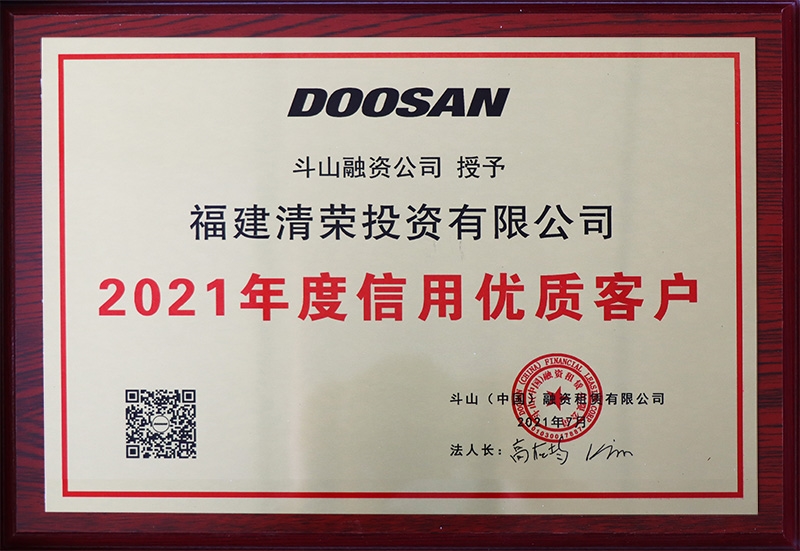 DOOSAN
斗山融资公司 授予
福建清荣投资有限公司
2021年度信用优质客户
斗山（中国）融资租赁有限公司
2021年7月
法人长：
Kim